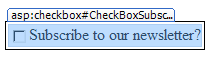 asp:checkbox#CheckBoxSubsc...
Subscribe to our newsletter?